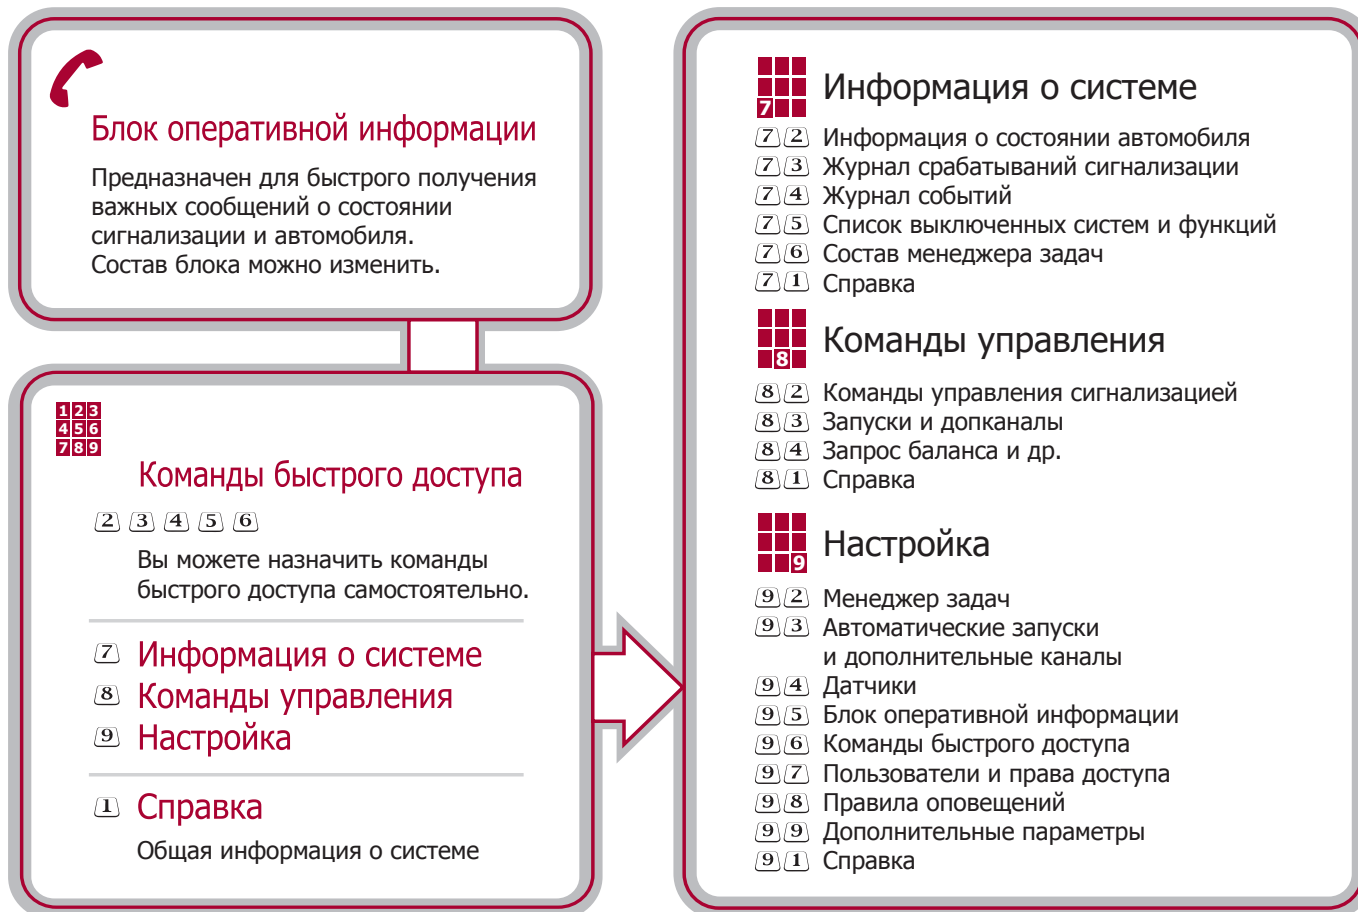 Блок оперативной информации
Предназначен для быстрого получения
важных сообщений о состоянии
сигнализации и автомобиля.
Состав блока можно изменить.
1 2 3
4 5 6
7 8 9
Команды быстрого доступа
2 3 4 5 6
Вы можете назначить команды
быстрого доступа самостоятельно.
7 Информация о системе
8 Команды управления
9 Настройка
1 Справка
Общая информация о системе
7 Информация о системе
7 2 Информация о состоянии автомобиля
7 3 Журнал срабатываний сигнализации
7 4 Журнал событий
7 5 Список выключенных систем и функций
7 6 Состав менеджера задач
7 1 Справка
8 Команды управления
8 2 Команды управления сигнализацией
8 3 Запуски и допканалы
8 4 Запрос баланса и др.
8 1 Справка
9 Настройка
9 2 Менеджер задач
9 3 Автоматические запуски
и дополнительные каналы
9 4 Датчики
9 5 Блок оперативной информации
9 6 Команды быстрого доступа
9 7 Пользователи и права доступа
9 8 Правила оповещений
9 9 Дополнительные параметры
9 1 Справка